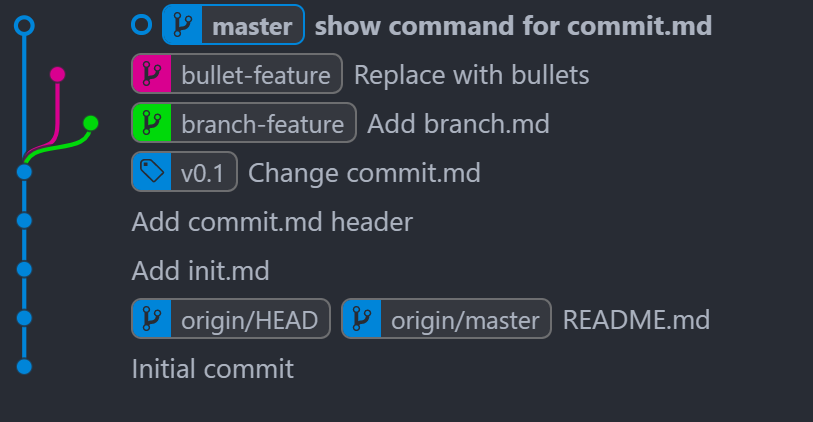 master show command for commit.md
bullet-feature Replace with bullets
branch-feature Add branch.md
v0.1 Change commit.md
Add commit.md header
Add init.md
origin/HEAD origin/master README.md
Initial commit